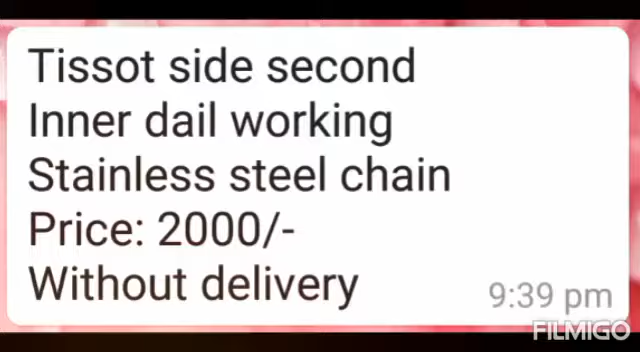 Tissot side second
Inner dail working
Stainless steel chain
Price: 2000/-
Without delivery
9:39 pm
FILMIGO